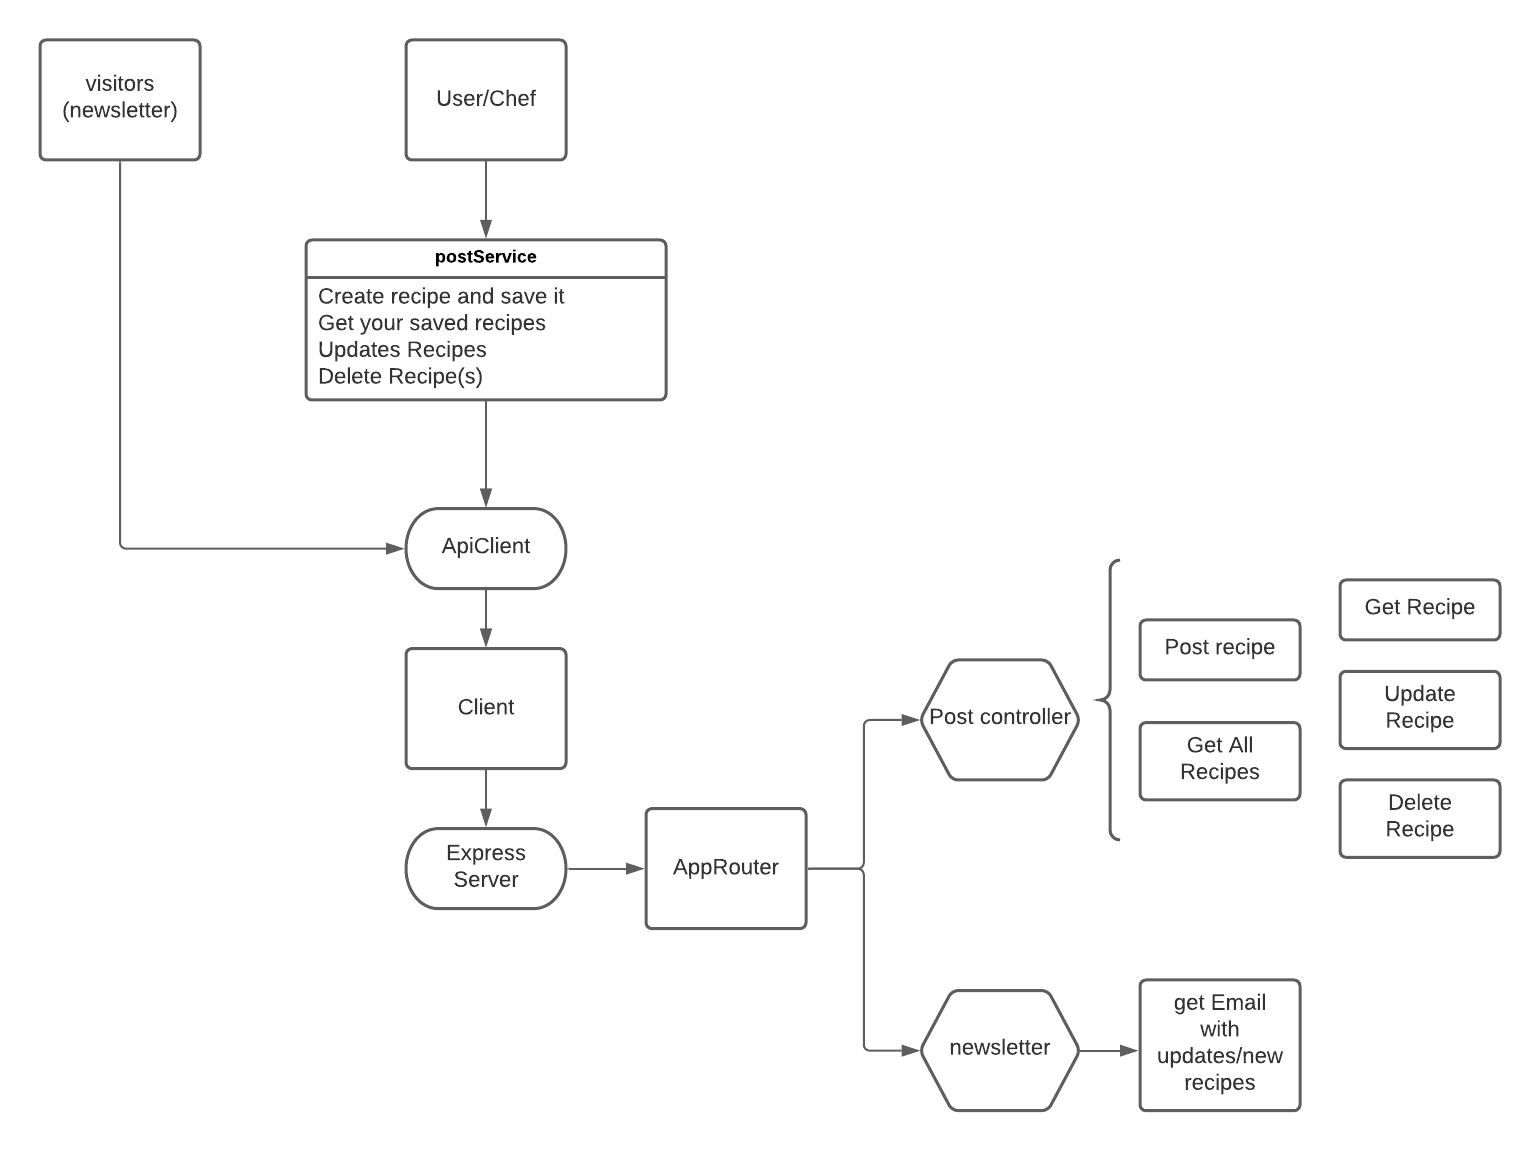 visitors
(newsletter)
User/Chef
postService
Create recipe and save it
Get your saved recipes
Updates Recipes
Delete Recipe(s)
ApiClient
Client
Express
Server
AppRouter
Post controller
Post recipe
Get All
Recipes
Get Recipe
Update
Recipe
Delete
Recipe
newsletter
get Email
with
updates/new
recipes